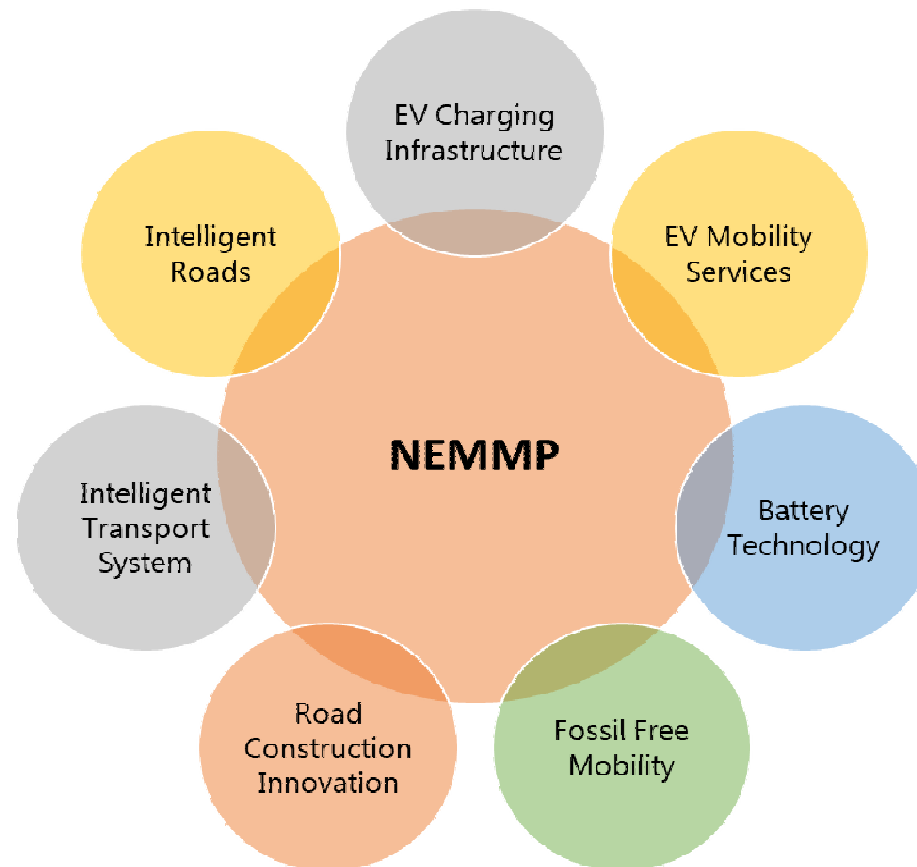 EV Charging
Infrastructure
EV Mobility
Services
Battery
Technology
Fossil Free
Mobility
Road
Construction
Innovation
Intelligent
Transport
System
Intelligent
Roads
NEMMP